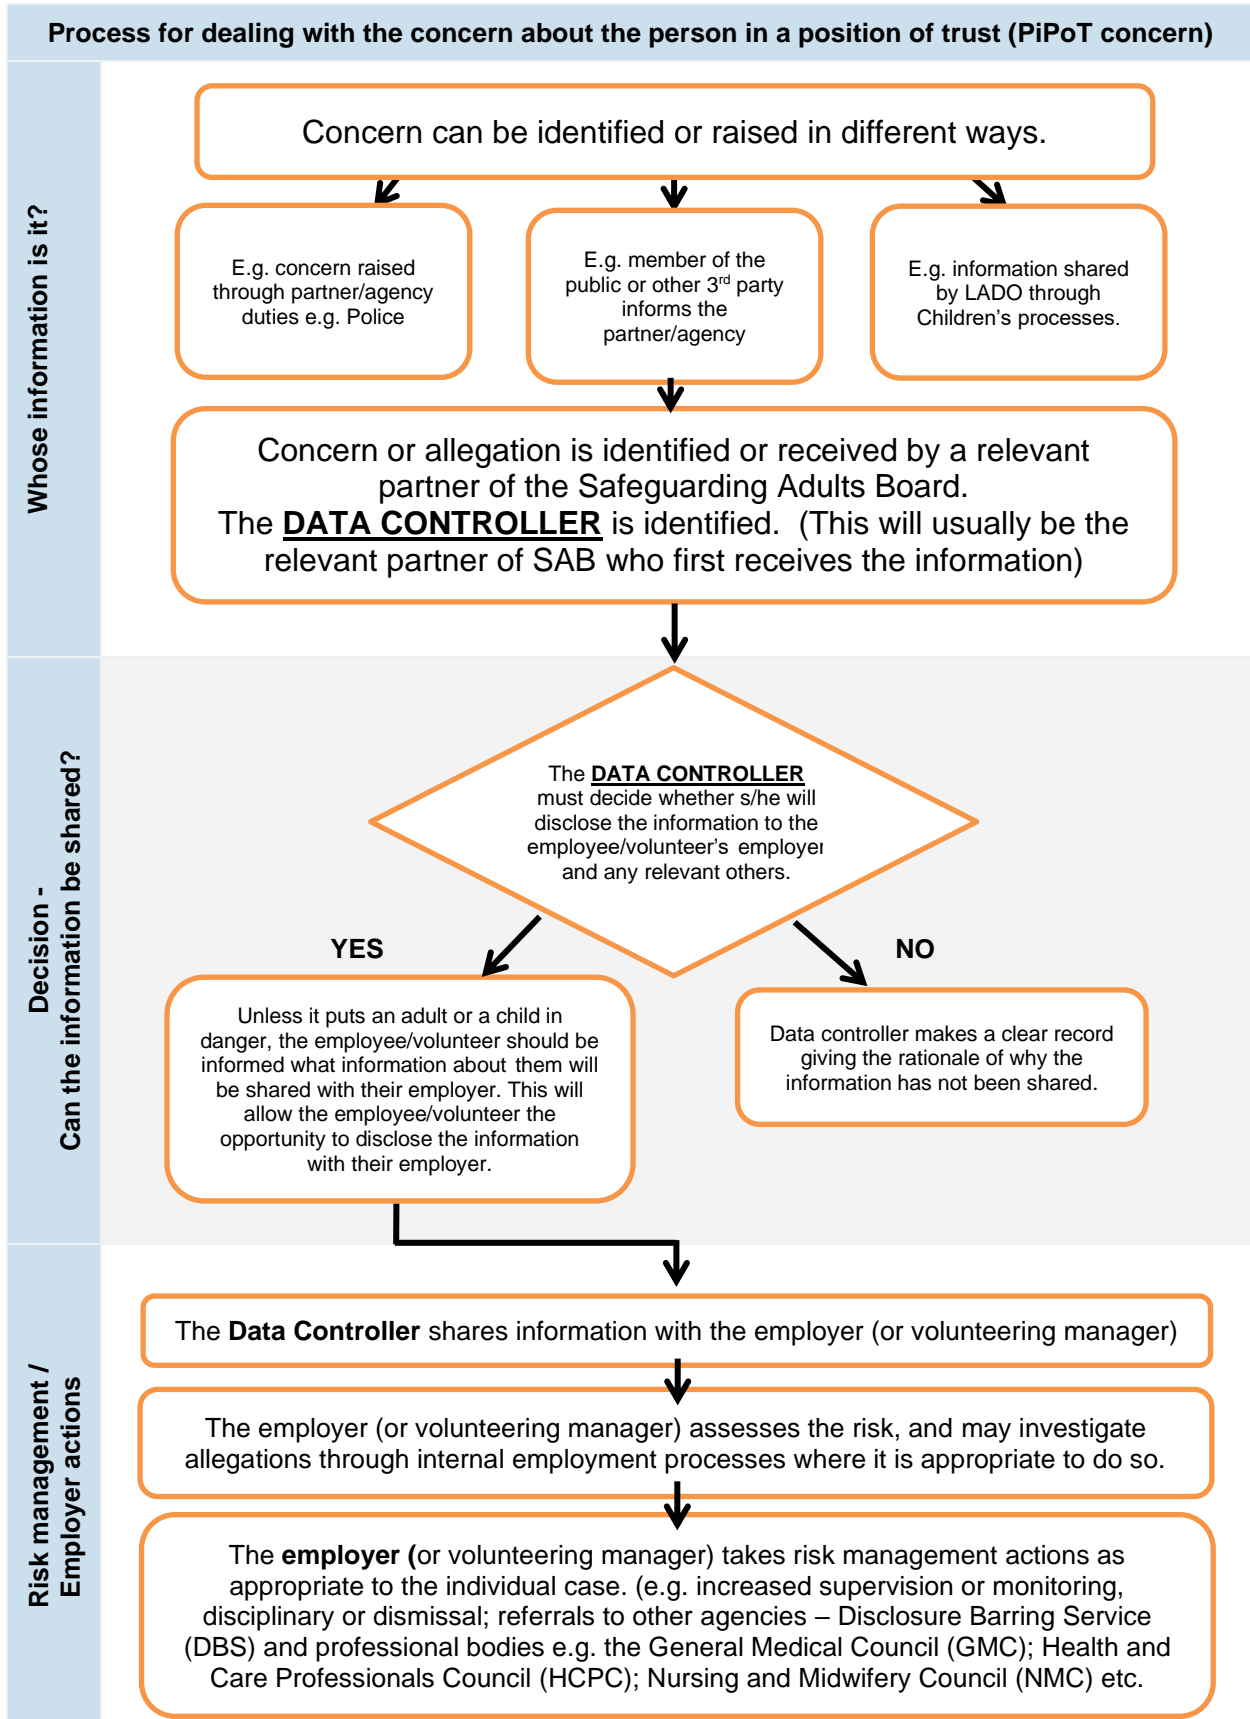 Process for dealing with the concern about the person in a position of trust (PiPoT concern)
Whose information is it?
Concern can be identified or raised in different ways.
E.g. concern raised
through partner/agency
duties e.g. Police
E.g. member of the
public or other 3rd party
informs the
partner/agency
E.g. information shared
by LADO through
Children’s processes.
Concern or allegation is identified or received by a relevant
partner of the Safeguarding Adults Board.
The DATA CONTROLLER is identified.  (This will usually be the
relevant partner of SAB who first receives the information)
Decision -
Can the information be shared?
The DATA CONTROLLER
must decide whether s/he will
disclose the information to the
employee/volunteer’s employer
and any relevant others.
YES
NO
Unless it puts an adult or a child in
danger, the employee/volunteer should be
informed what information about them will
be shared with their employer. This will
allow the employee/volunteer the
opportunity to disclose the information
with their employer.
Data controller makes a clear record
giving the rationale of why the
information has not been shared.
Risk management /
Employer actions
The Data Controller shares information with the employer (or volunteering manager)
The employer (or volunteering manager) assesses the risk, and may investigate
allegations through internal employment processes where it is appropriate to do so.
The employer (or volunteering manager) takes risk management actions as
appropriate to the individual case. (e.g. increased supervision or monitoring,
disciplinary or dismissal; referrals to other agencies – Disclosure Barring Service
(DBS) and professional bodies e.g. the General Medical Council (GMC); Health and
Care Professionals Council (HCPC); Nursing and Midwifery Council (NMC) etc.